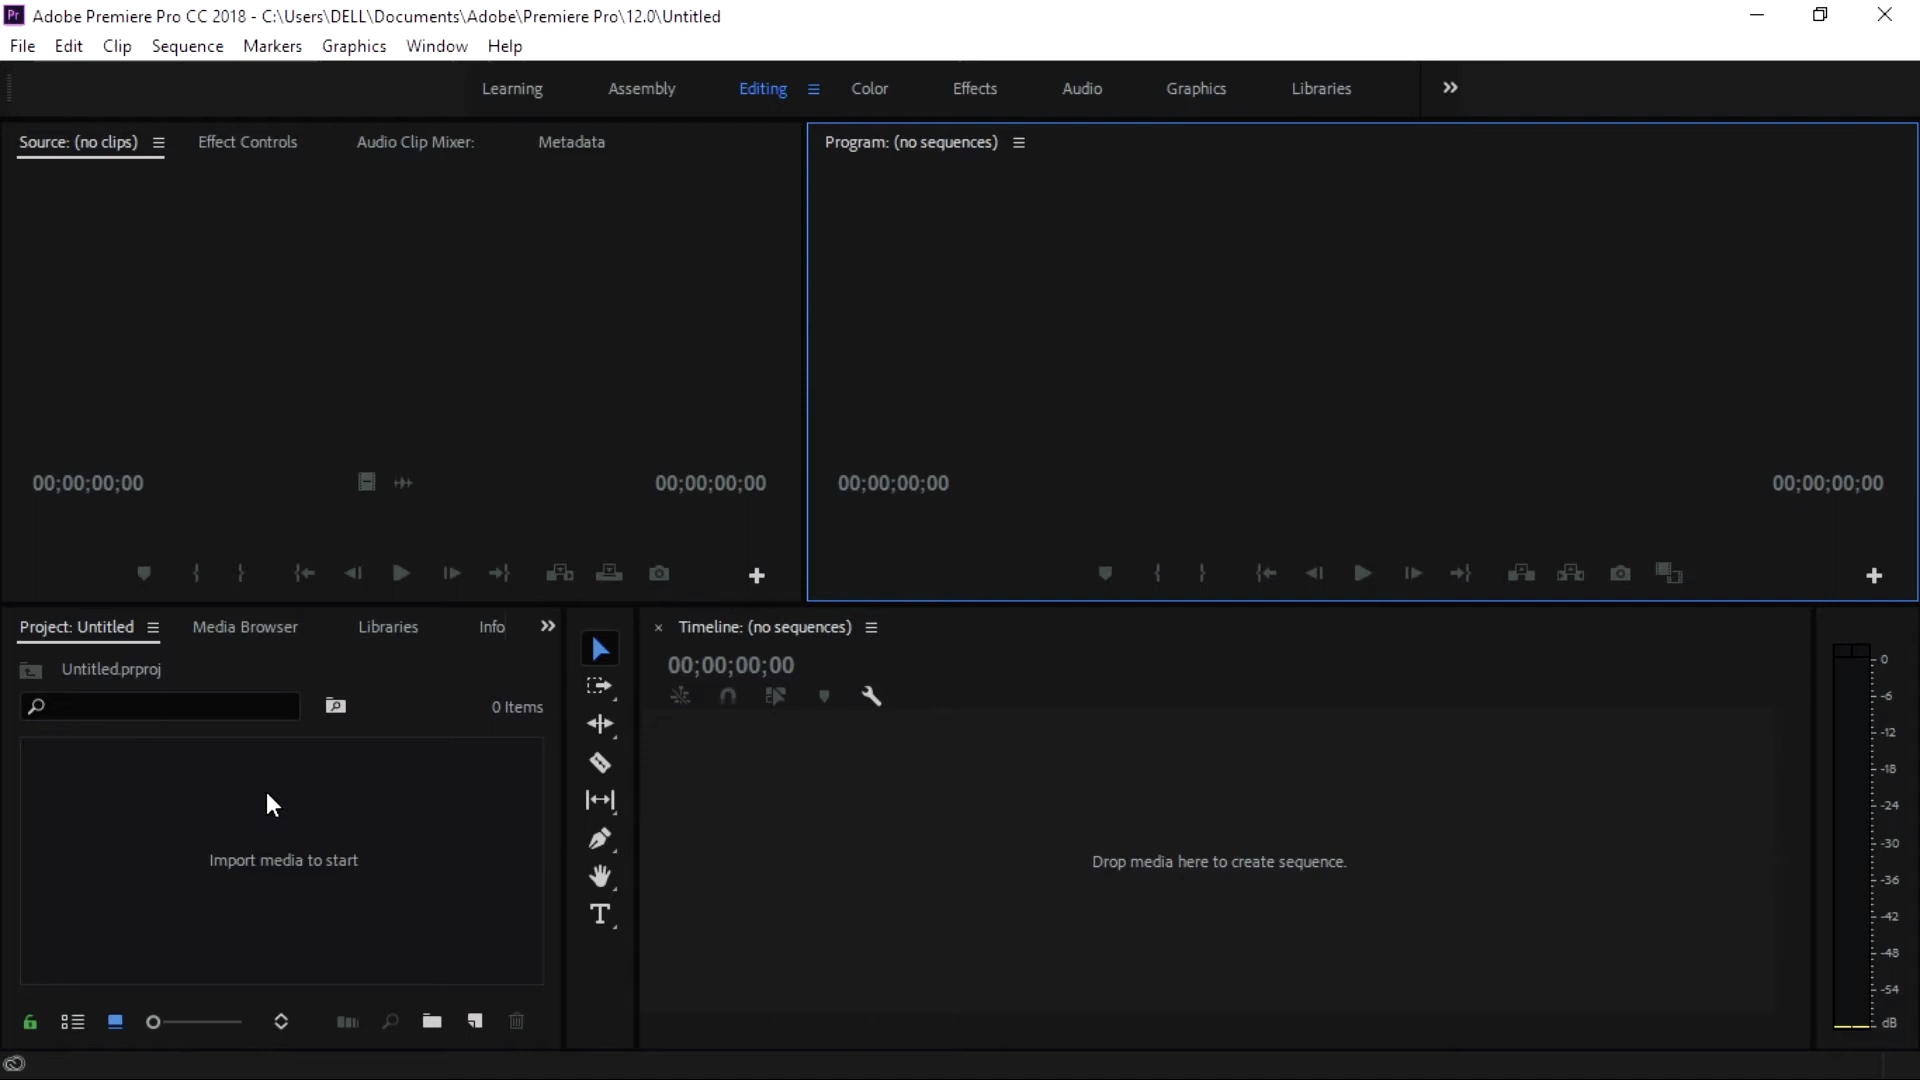 Pr Adobe Premiere Pro CC 2018 - C:\Users\DELL\Documents\Adobe\Premiere Pro\12.0\Untitled
File Edit Clip Sequence Markers Graphics Window Help
Learning Assembly Editing Color Effects Audio Graphics Libraries
Source: (no clips) Effect Controls Audio Clip Mixer: Metadata
Program: (no sequences)
00;00;00;00 00;00;00;00
00;00;00;00 00;00;00;00
Project: Untitled Media Browser Libraries Info
Untitled.prproj
0 Items
Import media to start
Timeline: (no sequences)
00;00;00;00
Drop media here to create sequence.
0
-6
-12
-18
-24
-30
-36
-42
-48
-54
dB